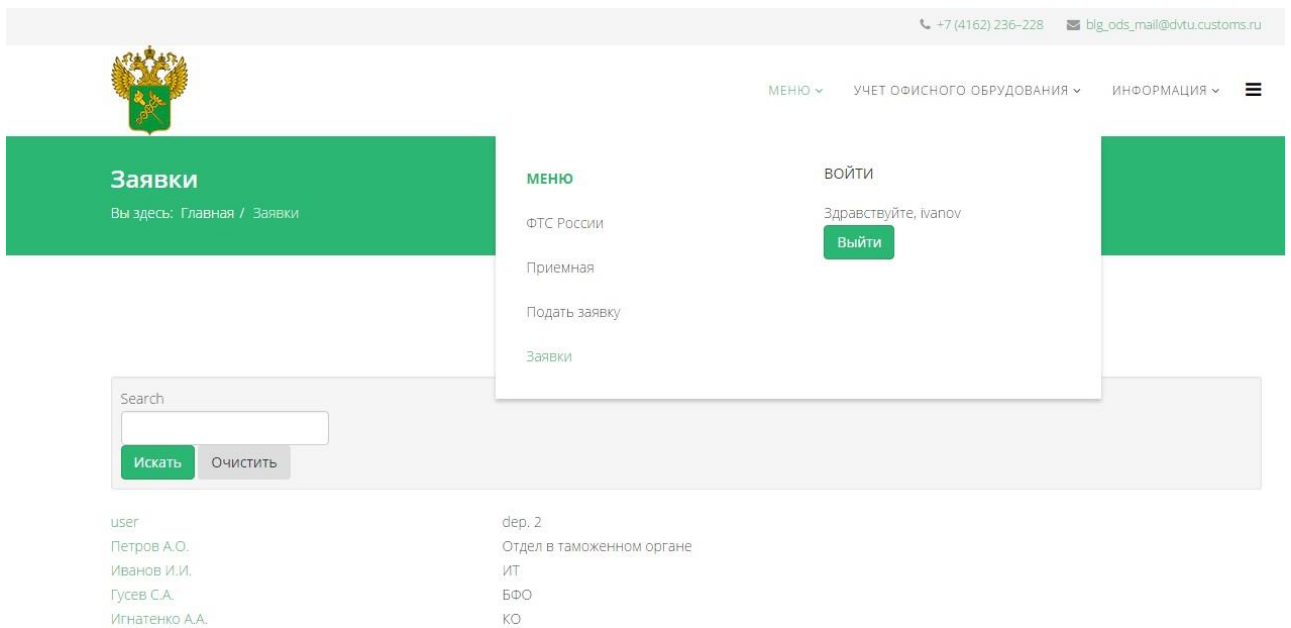 +7 (4162) 236–228 blg_ods_mail@dvtu.customs.ru
МЕНЮ УЧЕТ ОФИСНОГО ОБРУДОВАНИЯ ИНФОРМАЦИЯ
Заявки
Вы здесь: Главная / Заявки
МЕНЮ
ФТС России
Приемная
Подать заявку
Заявки
ВОЙТИ
Здравствуйте, ivanov
Выйти
Search
Искать Очистить
user dep. 2
Петров А.О. Отдел в таможенном органе
Иванов И.И. ИТ
Гусев С.А. БФО
Игнатенко А.А. КО